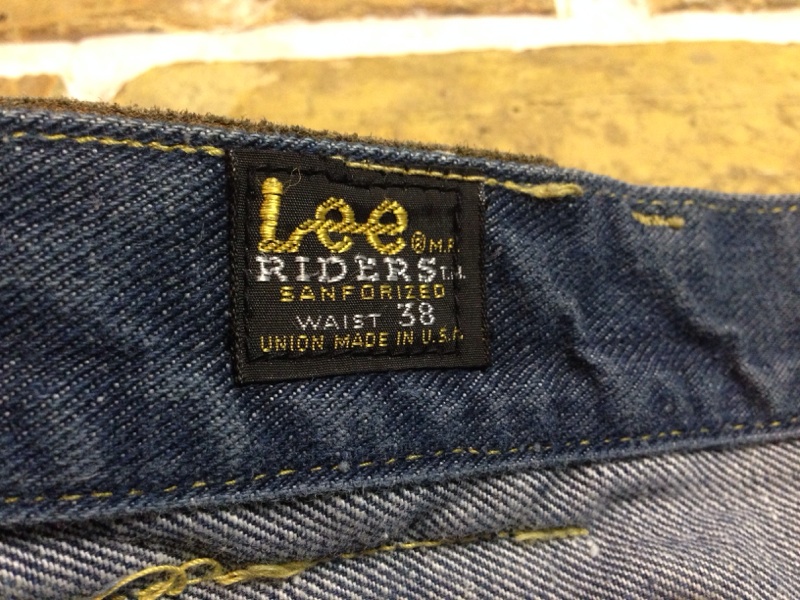 Lee ® M.R.
RIDERS T.M.
SANFORIZED
WAIST 38
UNION MADE IN U.S.A.